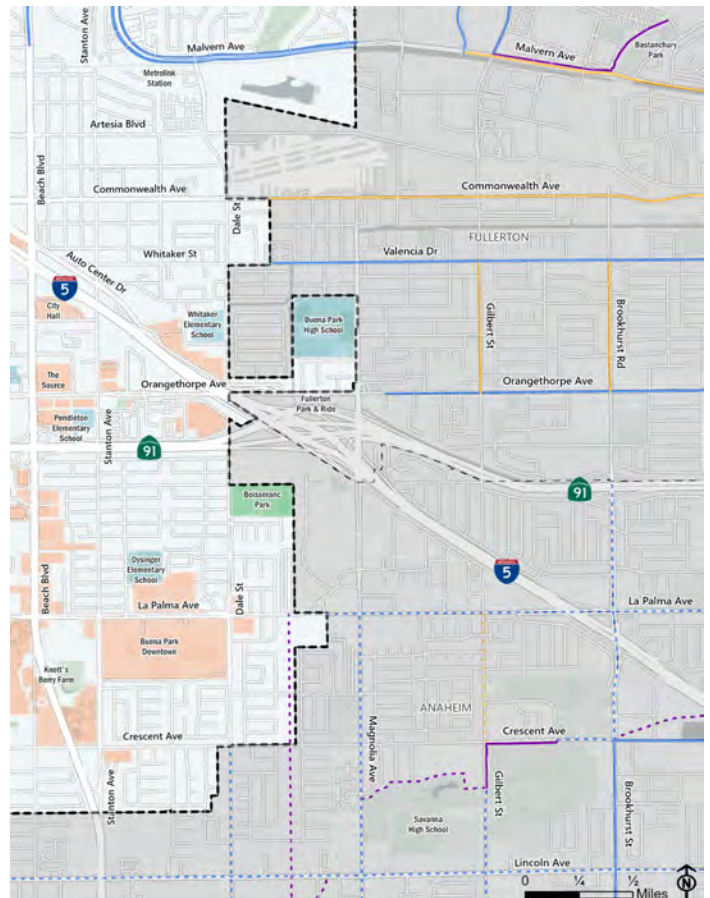 Stanton Ave
Malvern Ave
Malvern Ave
Bastanchury
Park
Metrolink
Station
Artesia Blvd
Beach Blvd
Commonwealth Ave
Commonwealth Ave
Dale St
FULLERTON
Whitaker St
Valencia Dr
Auto Center Dr
INTERSTATE
5
City
Hall
Whitaker
Elementary
School
Buena Park
High School
Gilbert St
Brookhurst Rd
The
Source
Orangethorpe Ave
Orangethorpe Ave
Fullerton
Park & Ride
Pendleton
Elementary
School
Stanton Ave
91
91
Boisseranc
Park
Dysinger
Elementary
School
INTERSTATE
5
Beach Blvd
Dale St
La Palma Ave
La Palma Ave
Buena Park
Downtown
Knott's
Berry Farm
ANAHEIM
Magnolia Ave
Crescent Ave
Crescent Ave
Stanton Ave
Gilbert St
Brookhurst St
Savanna
High School
Lincoln Ave
0 ¼ ½
Miles
N